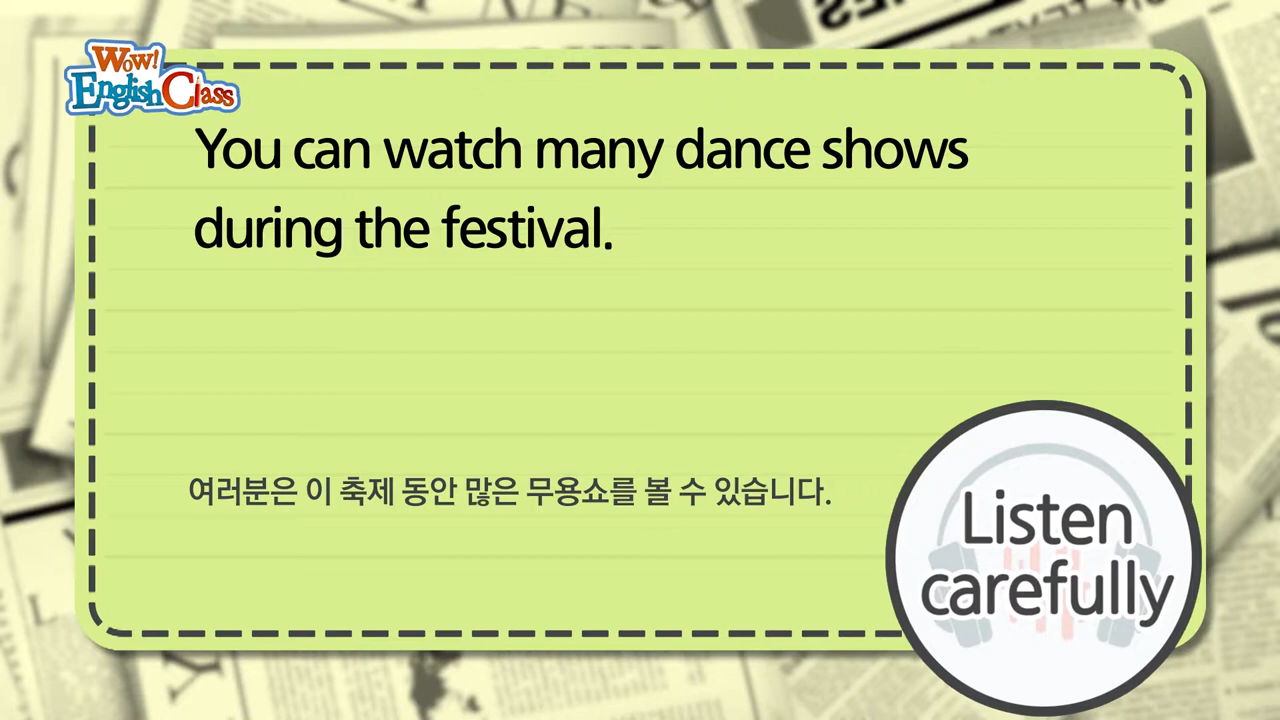 Wow!
English Class
You can watch many dance shows
during the festival.
여러분은 이 축제 동안 많은 무용쇼를 볼 수 있습니다.
Listen
carefully